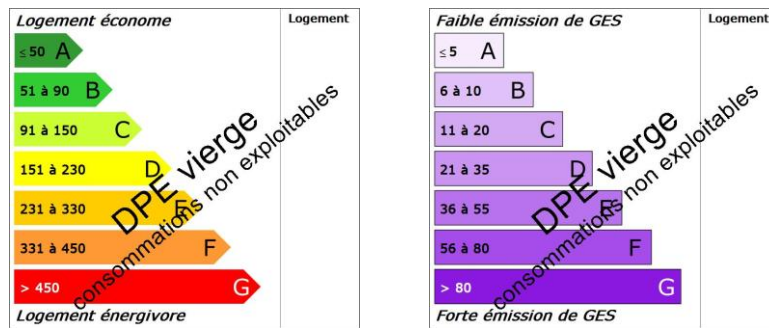 Logement économe
Logement
≤ 50 A
51 à 90 B
91 à 150 C
151 à 230 D
231 à 330 E
331 à 450 F
> 450 G
Logement énergivore
DPE vierge
consommations non exploitables
Faible émission de GES
Logement
≤ 5 A
6 à 10 B
11 à 20 C
21 à 35 D
36 à 55 E
56 à 80 F
> 80 G
Forte émission de GES
DPE vierge
consommations non exploitables